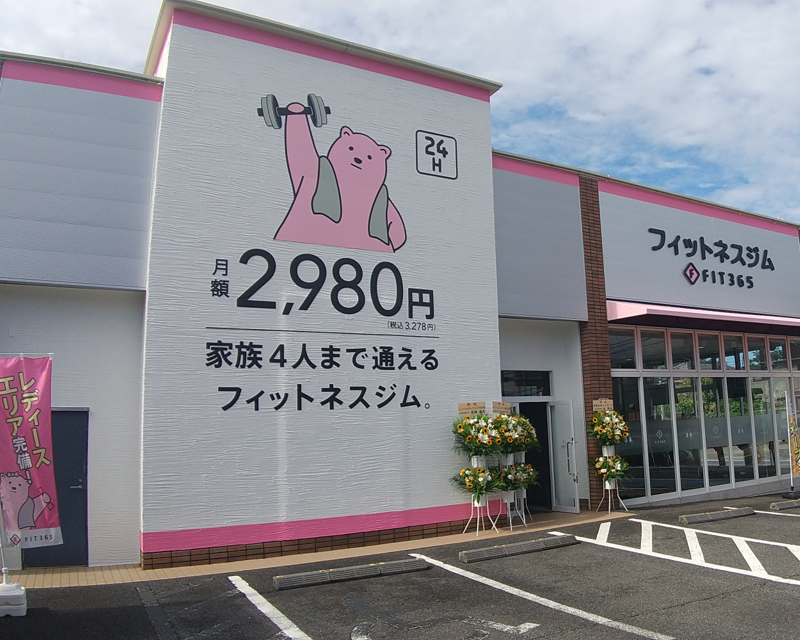 24
H
月額
2,980円
(税込3,278円)
家族4人まで通える
フィットネスジム。
フィットネスジム
F FIT365
レディース
エリア完備!
FIT365